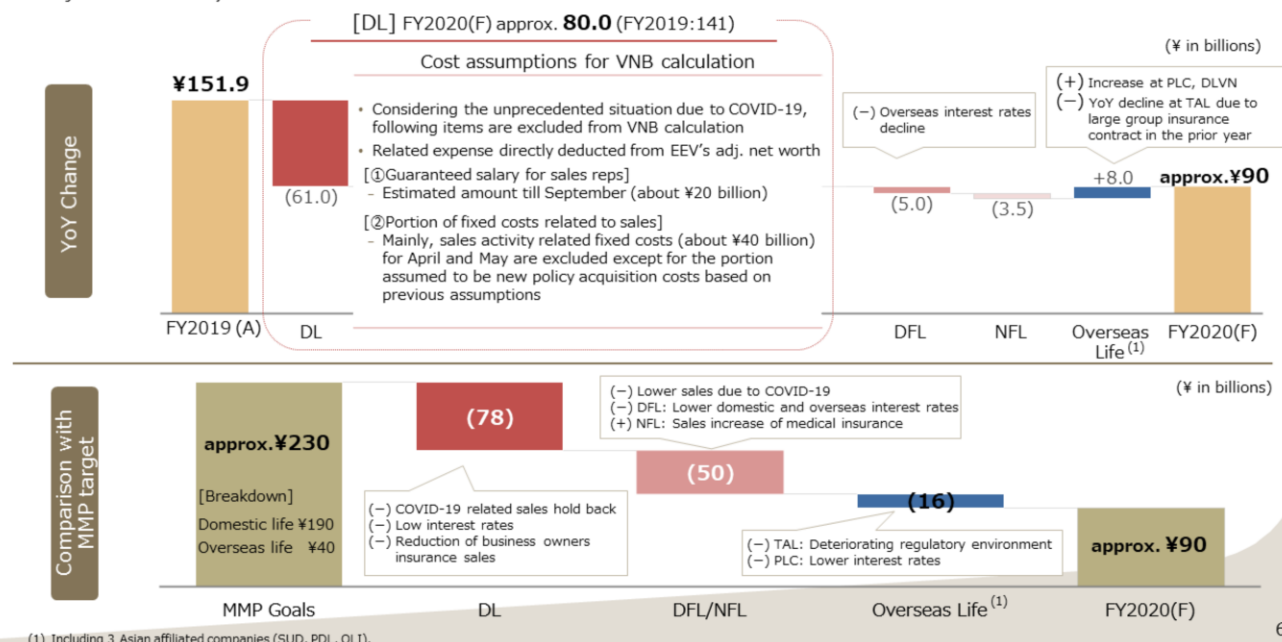 [DL] FY2020(F) approx. 80.0 (FY2019:141)
Cost assumptions for VNB calculation
• Considering the unprecedented situation due to COVID-19,
following items are excluded from VNB calculation
• Related expense directly deducted from EEV's adj. net worth
[①Guaranteed salary for sales reps]
– Estimated amount till September (about ¥20 billion)
[②Portion of fixed costs related to sales]
– Mainly, sales activity related fixed costs (about ¥40 billion)
for April and May are excluded except for the portion
assumed to be new policy acquisition costs based on
previous assumptions
(¥ in billions)
YoY Change
¥151.9
(61.0)
(−) Overseas interest rates
decline
(+) Increase at PLC, DLVN
(−) YoY decline at TAL due to
large group insurance
contract in the prior year
(5.0)
(3.5)
+8.0
approx.¥90
FY2019 (A)
DL
DFL
NFL
Overseas
Life (1)
FY2020(F)
(¥ in billions)
Comparison with
MMP target
approx.¥230
[Breakdown]
Domestic life ¥190
Overseas life ¥40
(78)
(−) COVID-19 related sales hold back
(−) Low interest rates
(−) Reduction of business owners
insurance sales
(−) Lower sales due to COVID-19
(−) DFL: Lower domestic and overseas interest rates
(+) NFL: Sales increase of medical insurance
(50)
(16)
(−) TAL: Deteriorating regulatory environment
(−) PLC: Lower interest rates
approx. ¥90
MMP Goals
DL
DFL/NFL
Overseas Life (1)
FY2020(F)
(1) Including 3 Asian affiliated companies (SUD, PDL, OLI).
6